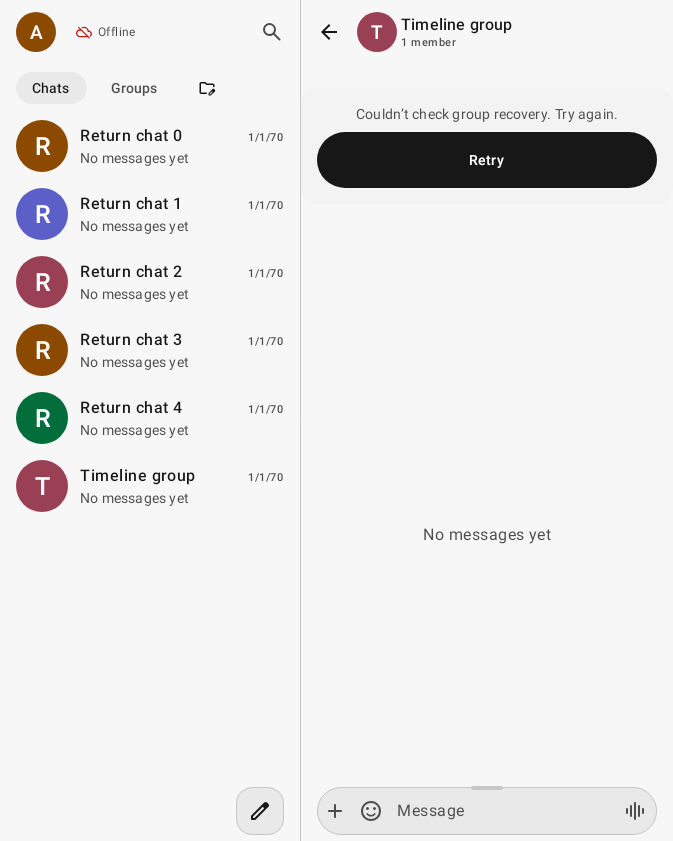 A
Offline
Chats
Groups
R
Return chat 0
1/1/70
No messages yet
R
Return chat 1
1/1/70
No messages yet
R
Return chat 2
1/1/70
No messages yet
R
Return chat 3
1/1/70
No messages yet
R
Return chat 4
1/1/70
No messages yet
T
Timeline group
1/1/70
No messages yet
T
Timeline group
1 member
Couldn’t check group recovery. Try again.
Retry
No messages yet
Message